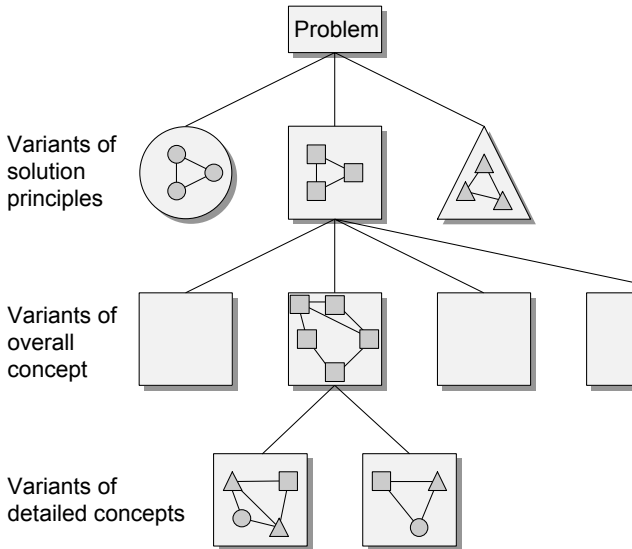 Problem
Variants of
solution
principles
Variants of
overall
concept
Variants of
detailed concepts